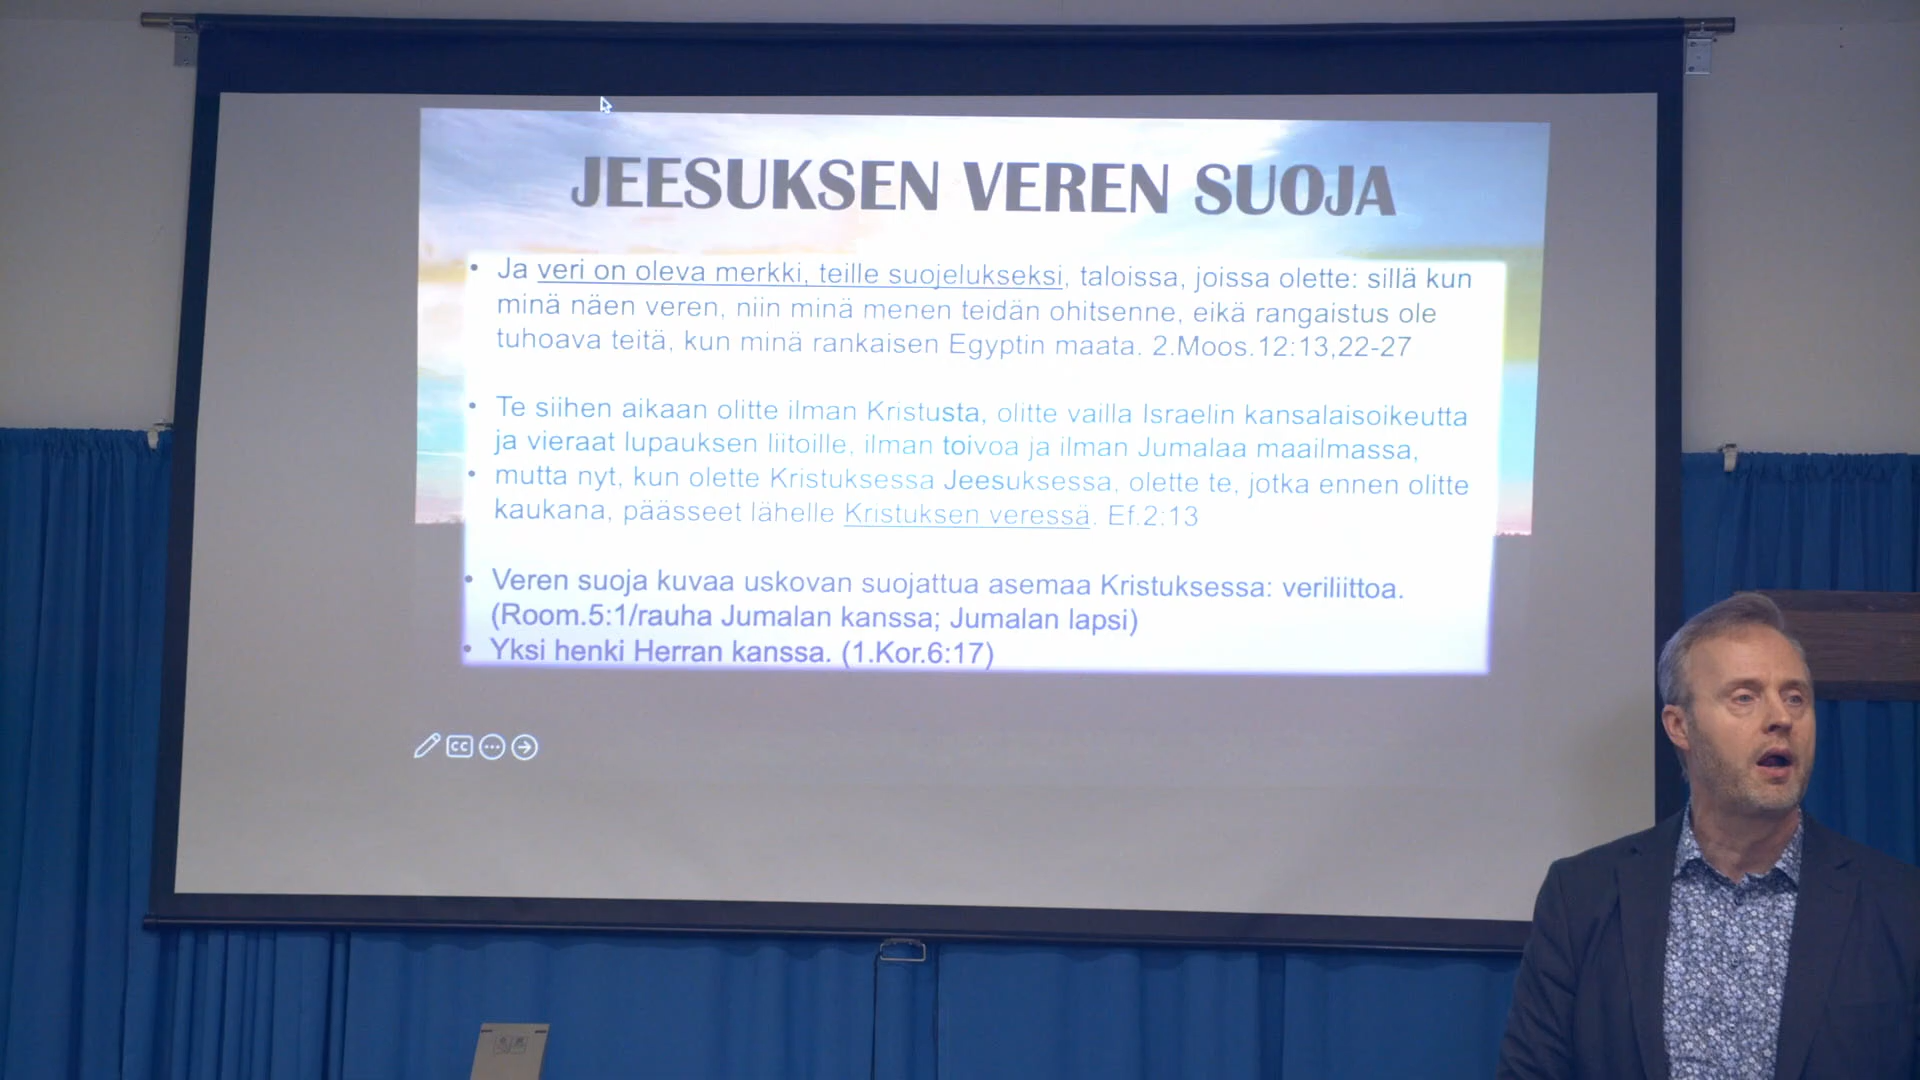 JEESUKSEN VEREN SUOJA
• Ja veri on oleva merkki, teille suojelukseksi, taloissa, joissa olette: sillä kun
minä näen veren, niin minä menen teidän ohitsenne, eikä rangaistus ole
tuhoava teitä, kun minä rankaisen Egyptin maata. 2.Moos.12:13,22-27
• Te siihen aikaan olitte ilman Kristusta, olitte vailla Israelin kansalaisoikeutta
ja vieraat lupauksen liitoille, ilman toivoa ja ilman Jumalaa maailmassa,
• mutta nyt, kun olette Kristuksessa Jeesuksessa, olette te, jotka ennen olitte
kaukana, päässeet lähelle Kristuksen veressä. Ef.2:13
• Veren suoja kuvaa uskovan suojattua asemaa Kristuksessa: veriliittoa.
(Room.5:1/rauha Jumalan kanssa; Jumalan lapsi)
• Yksi henki Herran kanssa. (1.Kor.6:17)
CC